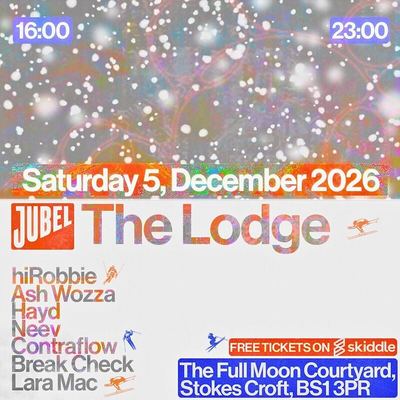 16:00
23:00
Saturday 5, December 2026
JUBEL
The Lodge
hiRobbie
Ash Wozza
Hayd
Neev
Contraflow
Break Check
Lara Mac
FREE TICKETS ON skiddle
The Full Moon Courtyard,
Stokes Croft, BS1 3PR